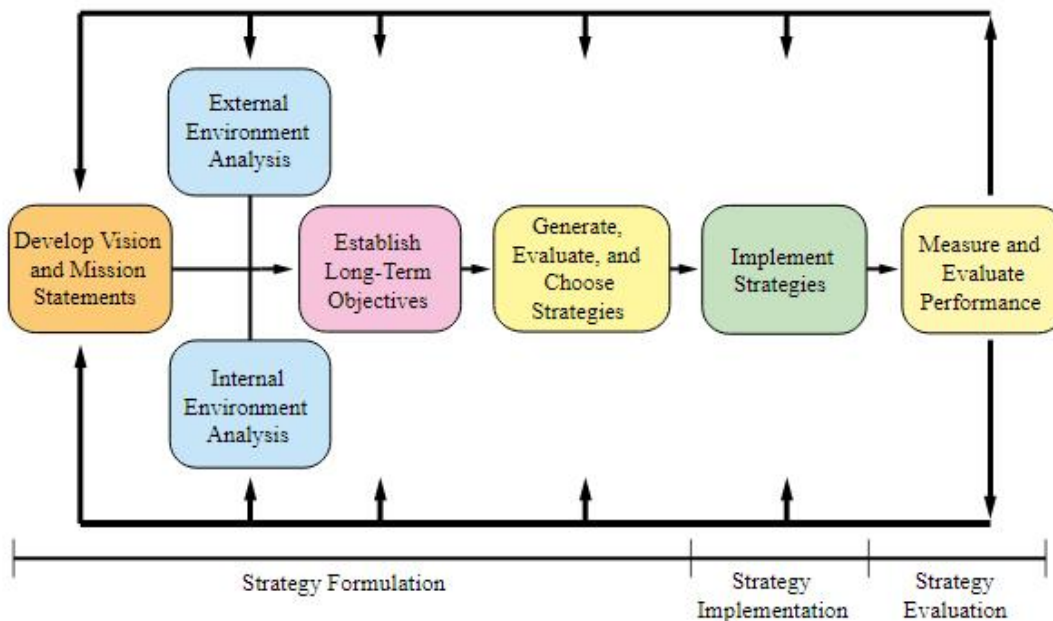 External
Environment
Analysis
Develop Vision
and Mission
Statements
Establish
Long-Term
Objectives
Generate,
Evaluate, and
Choose
Strategies
Implement
Strategies
Measure and
Evaluate
Performance
Internal
Environment
Analysis
Strategy Formulation
Strategy
Implementation
Strategy
Evaluation